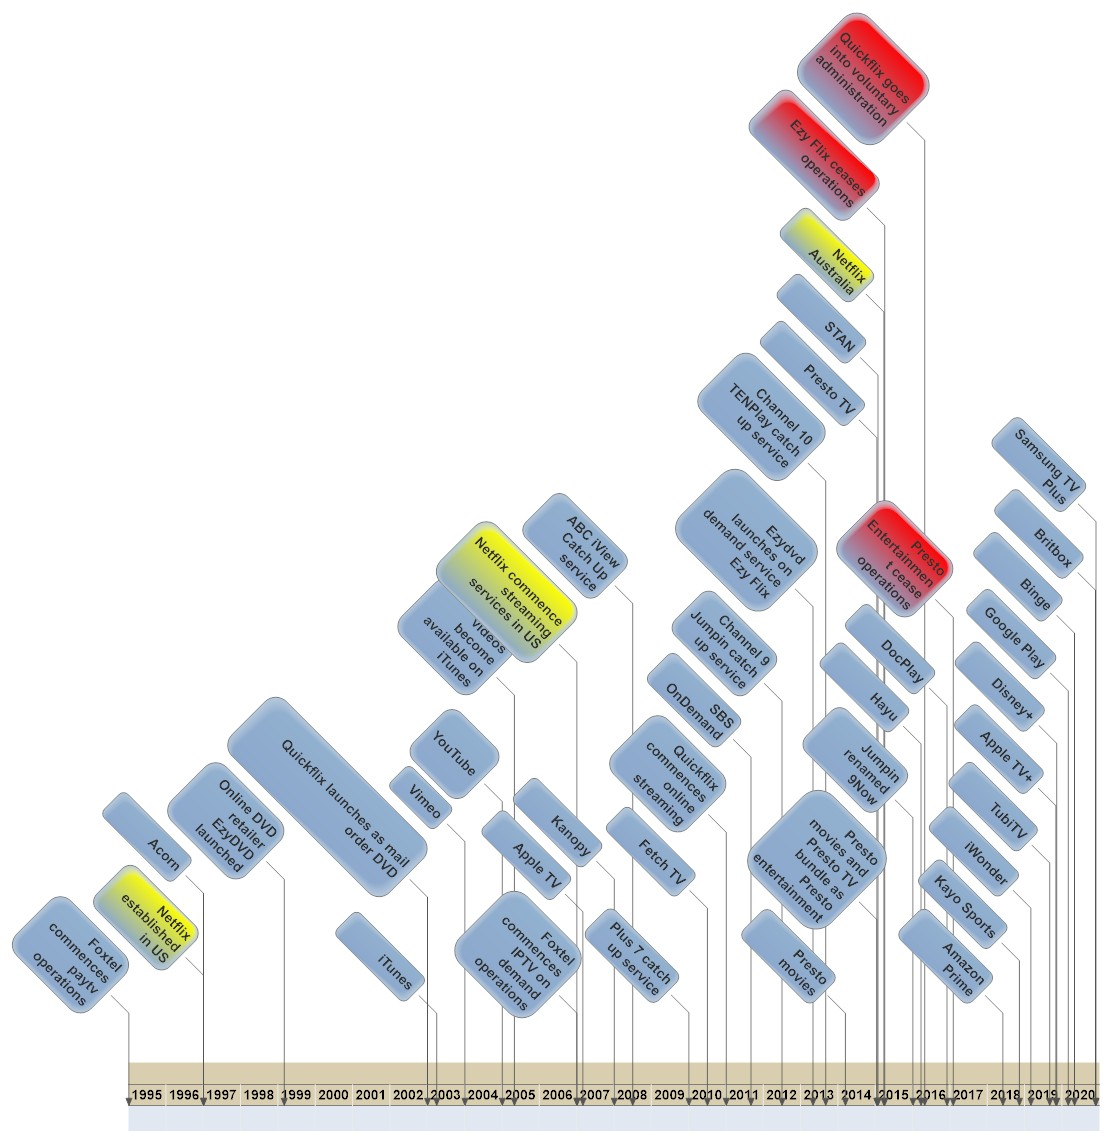 Quickflix goes
into voluntary
administration
Ezy Flix ceases
operations
Netflix
Australia
STAN
Presto TV
Channel 10
TENPlay catch
up service
Samsung TV
Plus
Ezydvd
launches on
demand service
Ezy Flix
ABC iView
Catch Up
service
Netflix commence
streaming
services in US
videos
become
available on
iTunes
Presto
Entertainmen
t cease
operations
Britbox
Binge
Google Play
Channel 9
Jumpin catch
up service
DocPlay
Hayu
Disney+
SBS
OnDemand
Quickflix launches as mail
order DVD
YouTube
Vimeo
Quickflix
commences
online
streaming
Jumpin
renamed
9Now
Apple TV+
TubiTV
Online DVD
retailer
EzyDVD
launched
Acorn
Kanopy
Apple TV
Fetch TV
Presto
movies and
Presto TV
bundle as
Presto
entertainment
iWonder
Kayo Sports
Netflix
established
in US
Foxtel
commences
paytv
operations
iTunes
Foxtel
commences
IPTV on
demand
operations
Plus 7 catch
up service
Presto
movies
Amazon
Prime
1995 1996 1997 1998 1999 2000 2001 2002 2003 2004 2005 2006 2007 2008 2009 2010 2011 2012 2013 2014 2015 2016 2017 2018 2019 2020